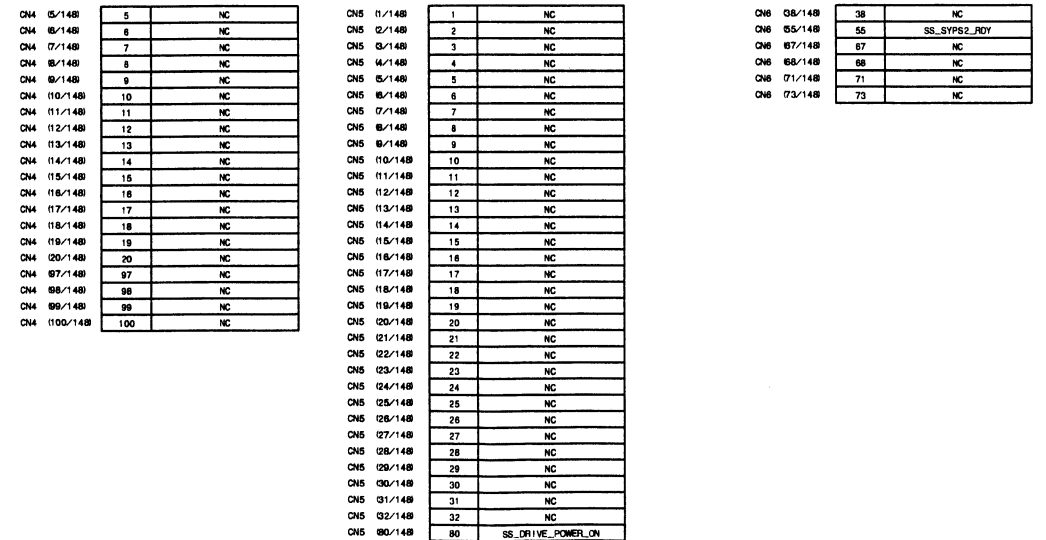 CN4 (5/148) 5 NC
CN4 (6/148) 6 NC
CN4 (7/148) 7 NC
CN4 (8/148) 8 NC
CN4 (9/148) 9 NC
CN4 (10/148) 10 NC
CN4 (11/148) 11 NC
CN4 (12/148) 12 NC
CN4 (13/148) 13 NC
CN4 (14/148) 14 NC
CN4 (15/148) 15 NC
CN4 (16/148) 16 NC
CN4 (17/148) 17 NC
CN4 (18/148) 18 NC
CN4 (19/148) 19 NC
CN4 (20/148) 20 NC
CN4 (97/148) 97 NC
CN4 (98/148) 98 NC
CN4 (99/148) 99 NC
CN4 (100/148) 100 NC
CN5 (1/148) 1 NC
CN5 (2/148) 2 NC
CN5 (3/148) 3 NC
CN5 (4/148) 4 NC
CN5 (5/148) 5 NC
CN5 (6/148) 6 NC
CN5 (7/148) 7 NC
CN5 (8/148) 8 NC
CN5 (9/148) 9 NC
CN5 (10/148) 10 NC
CN5 (11/148) 11 NC
CN5 (12/148) 12 NC
CN5 (13/148) 13 NC
CN5 (14/148) 14 NC
CN5 (15/148) 15 NC
CN5 (16/148) 16 NC
CN5 (17/148) 17 NC
CN5 (18/148) 18 NC
CN5 (19/148) 19 NC
CN5 (20/148) 20 NC
CN5 (21/148) 21 NC
CN5 (22/148) 22 NC
CN5 (23/148) 23 NC
CN5 (24/148) 24 NC
CN5 (25/148) 25 NC
CN5 (26/148) 26 NC
CN5 (27/148) 27 NC
CN5 (28/148) 28 NC
CN5 (29/148) 29 NC
CN5 (30/148) 30 NC
CN5 (31/148) 31 NC
CN5 (32/148) 32 NC
CN5 (80/148) 80 SS_DRIVE_POWER_ON
CN6 (38/148) 38 NC
CN6 (55/148) 55 SS_SYPS2_RDY
CN6 (67/148) 67 NC
CN6 (68/148) 68 NC
CN6 (71/148) 71 NC
CN6 (73/148) 73 NC